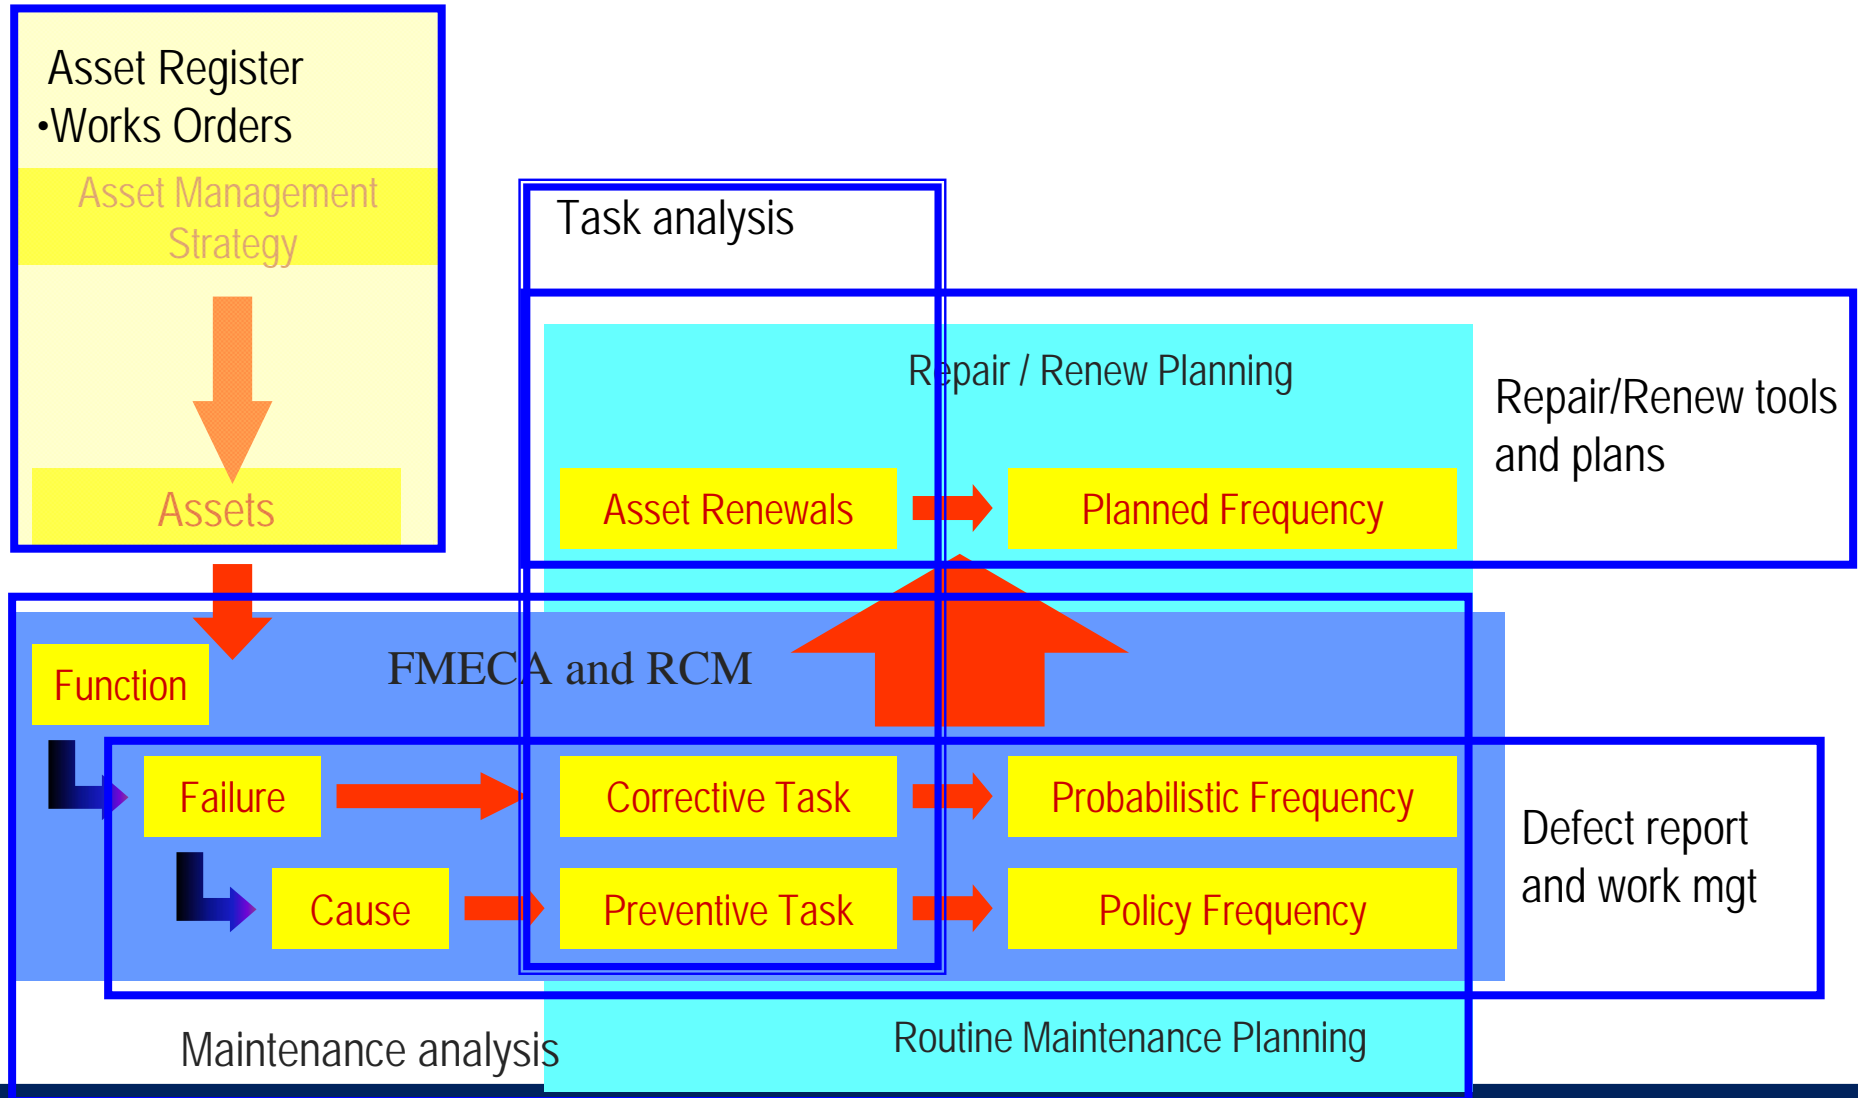 Asset Register
•Works Orders
Asset Management
Strategy
Assets
Task analysis
Repair / Renew Planning
Repair/Renew tools
and plans
Asset Renewals
Planned Frequency
FMECA and RCM
Function
Failure
Corrective Task
Probabilistic Frequency
Cause
Preventive Task
Policy Frequency
Defect report
and work mgt
Maintenance analysis
Routine Maintenance Planning